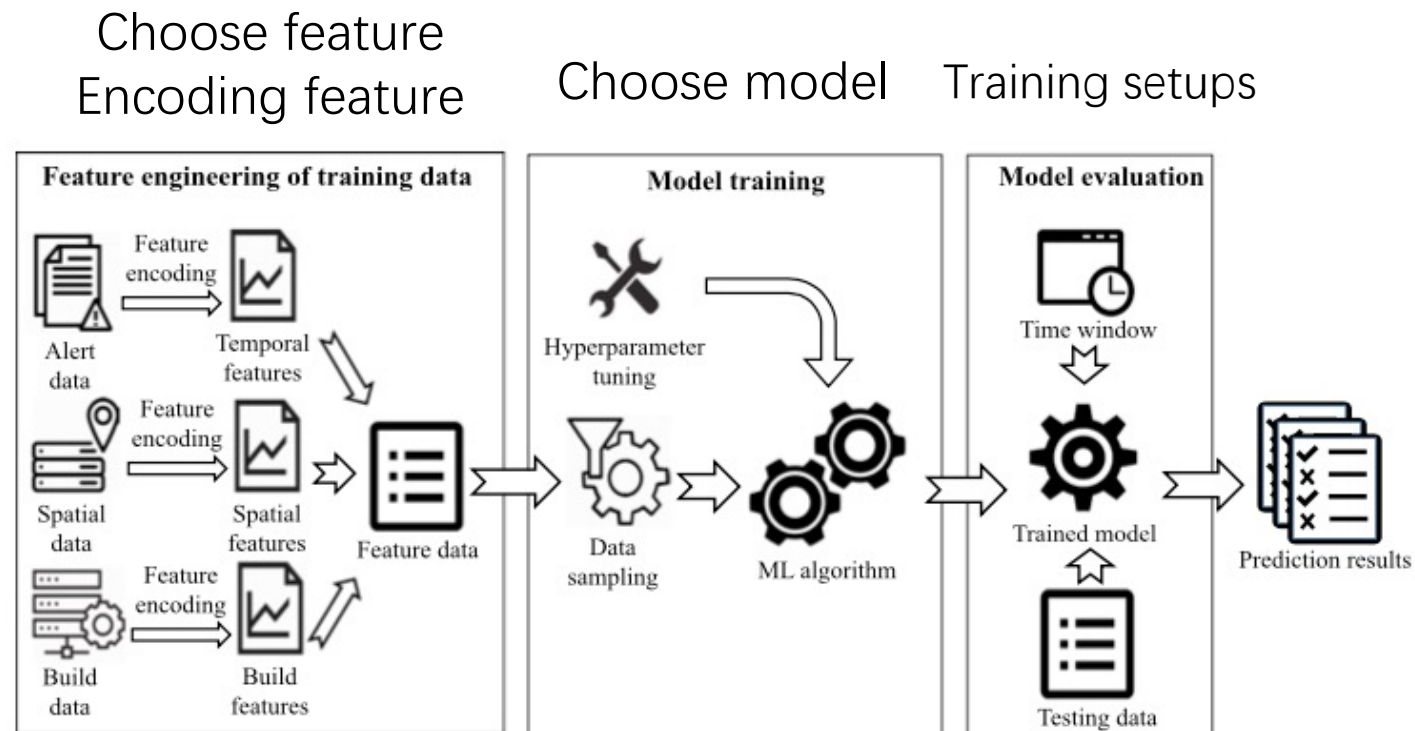 Choose feature
Encoding feature
Choose model
Training setups
Feature engineering of training data
Feature
encoding
Alert
data
Temporal
features
Feature
encoding
Spatial
data
Spatial
features
Feature data
Feature
encoding
Build
data
Build
features
Model training
Hyperparameter
tuning
Data
sampling
ML algorithm
Model evaluation
Time window
Trained model
Testing data
Prediction results